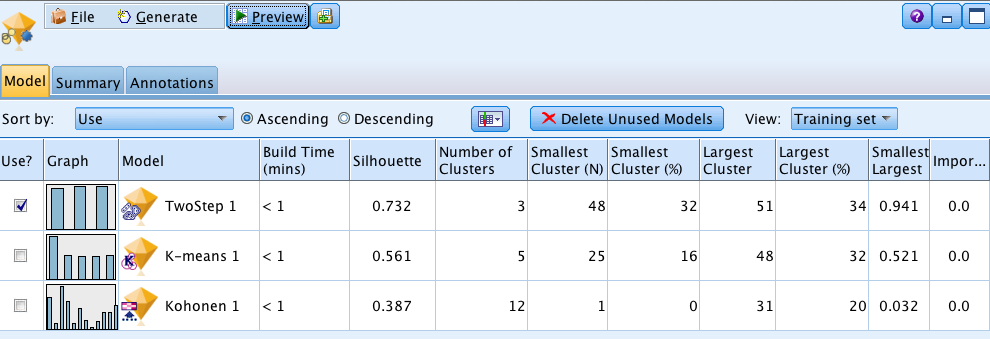 File Generate Preview
Model Summary Annotations
Sort by: Use Ascending Descending Delete Unused Models View: Training set
Use? Graph Model Build Time (mins) Silhouette Number of Clusters Smallest Cluster (N) Smallest Cluster (%) Largest Cluster Largest Cluster (%) Smallest Largest Impor...
TwoStep 1 < 1 0.732 3 48 32 51 34 0.941 0.0
K-means 1 < 1 0.561 5 25 16 48 32 0.521 0.0
Kohonen 1 < 1 0.387 12 1 0 31 20 0.032 0.0